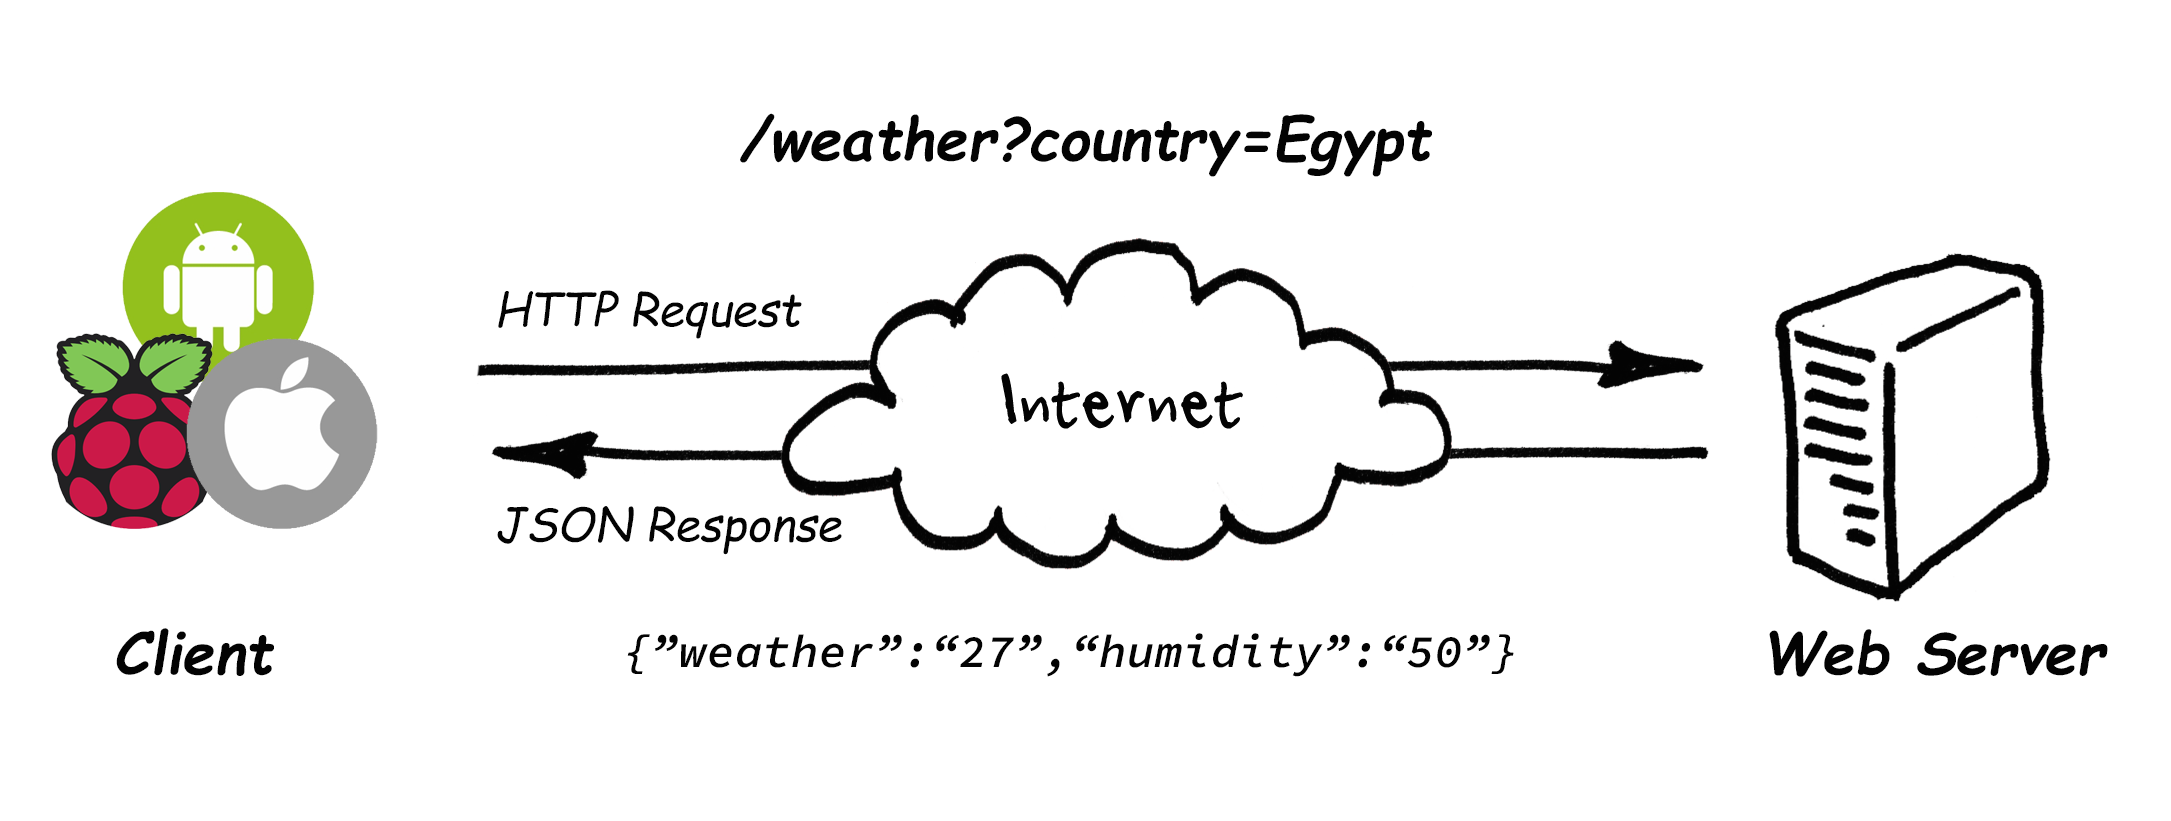 /weather?country=Egypt
HTTP Request
Internet
JSON Response
Client
{”weather”:“27”,“humidity”:“50”}
Web Server